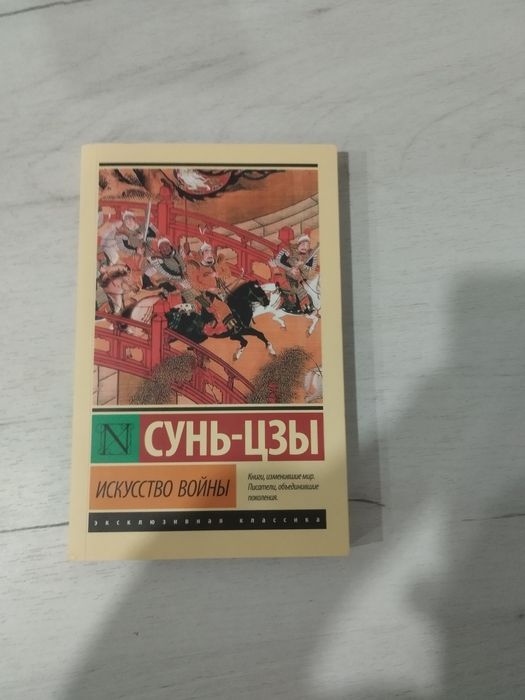 N
СУНЬ-ЦЗЫ
ИСКУССТВО ВОЙНЫ
Книги, изменившие мир.
Писатели, объединившие
поколения.
эксклюзивная классика